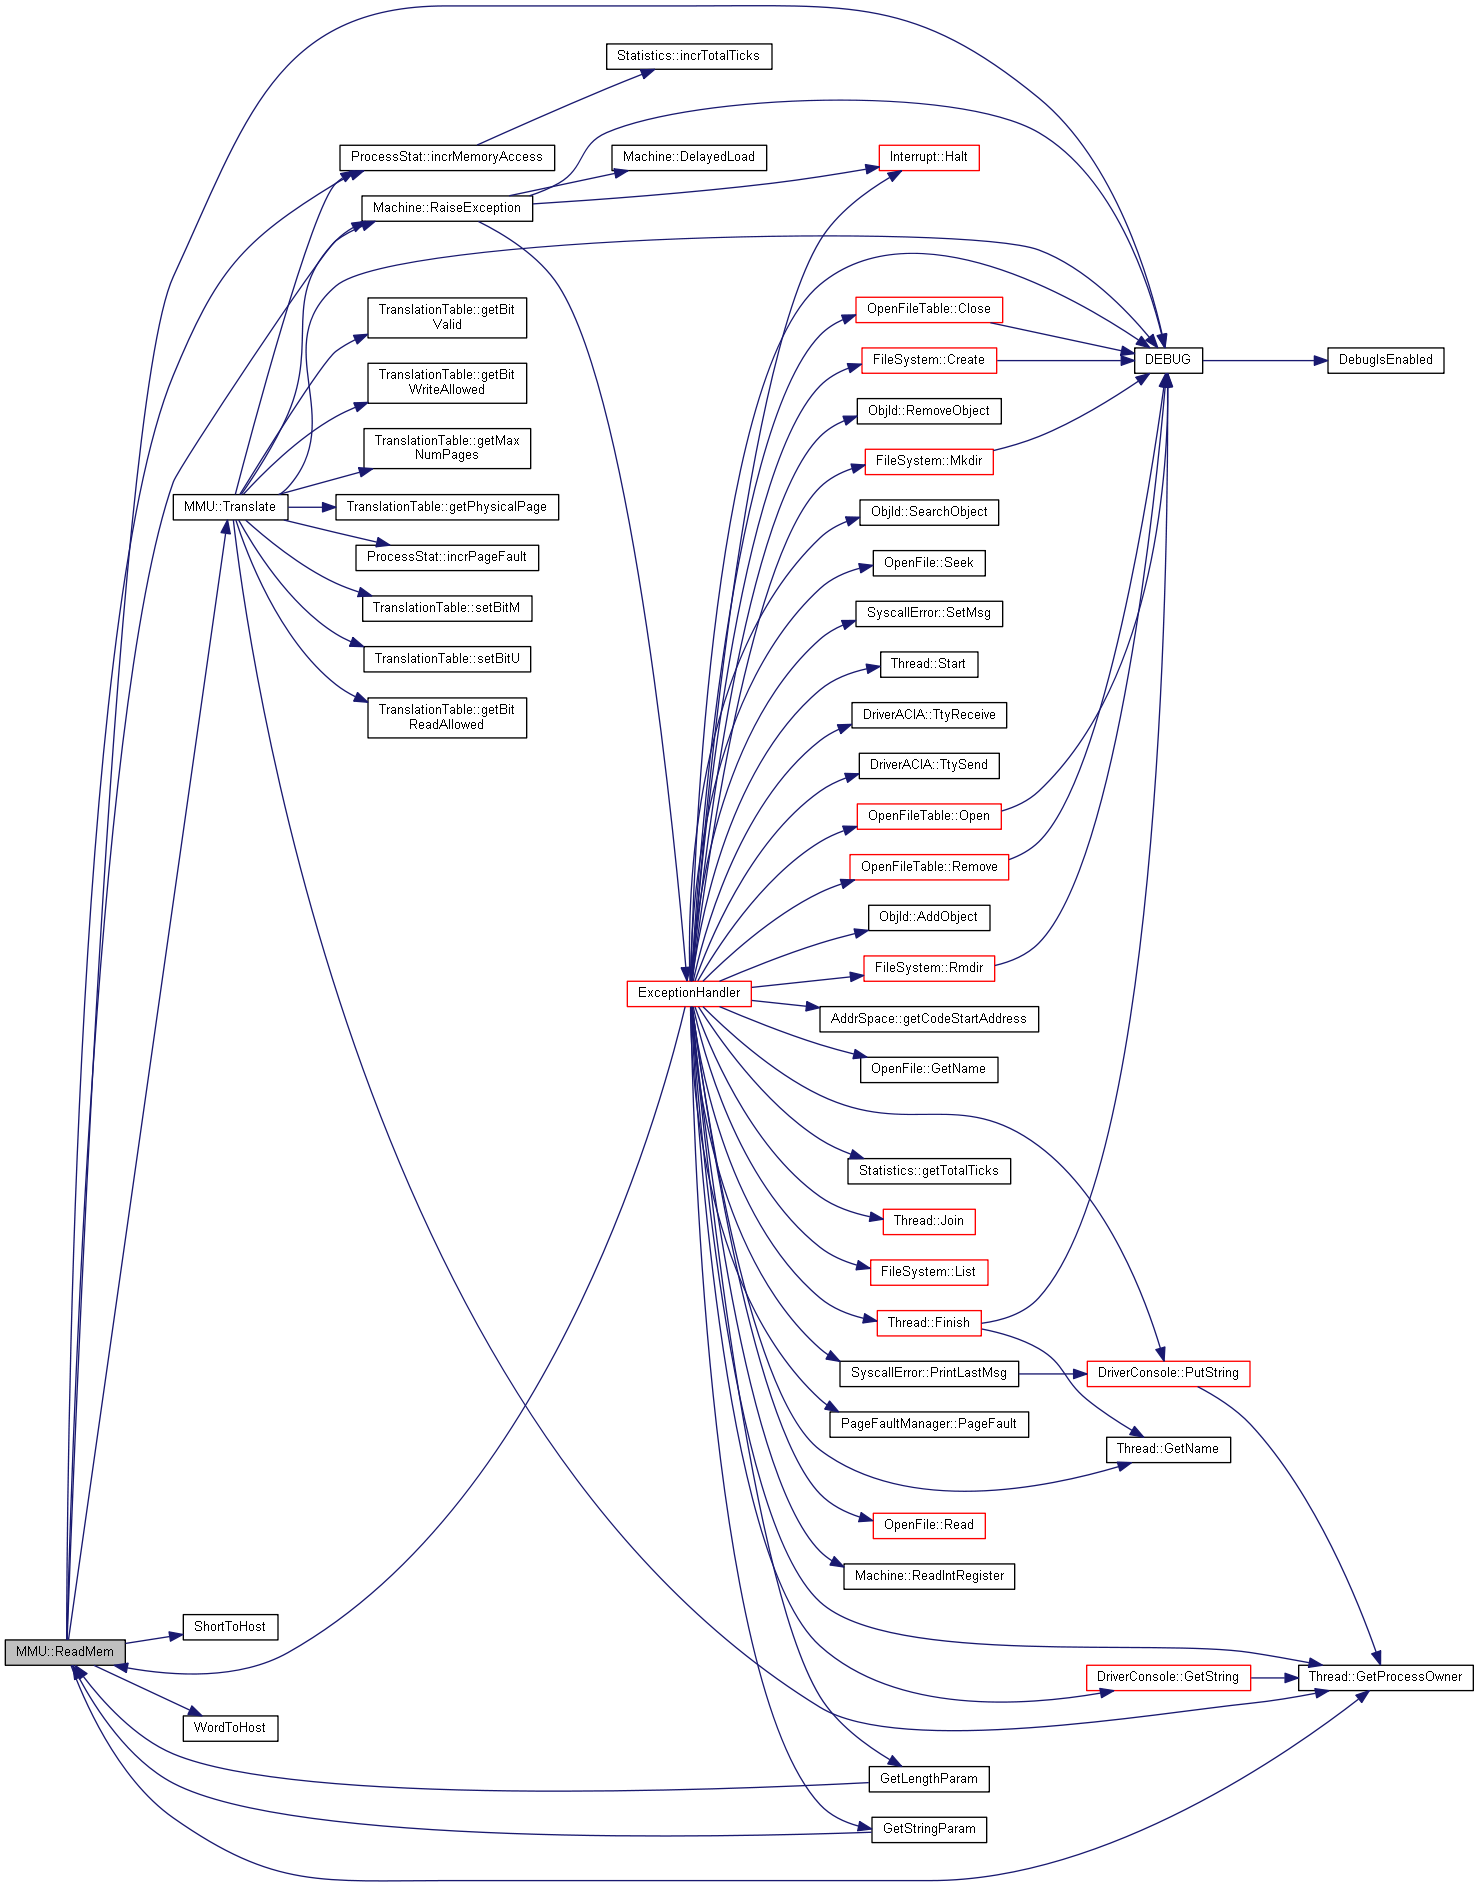 Statistics::incrTotalTicks
ProcessStat::incrMemoryAccess
Machine::DelayedLoad
Interrupt::Halt
Machine::RaiseException
TranslationTable::getBit
Valid
OpenFileTable::Close
FileSystem::Create
DEBUG
DebugIsEnabled
TranslationTable::getBit
WriteAllowed
ObjId::RemoveObject
TranslationTable::getMax
NumPages
FileSystem::Mkdir
MMU::Translate
TranslationTable::getPhysicalPage
ObjId::SearchObject
ProcessStat::incrPageFault
OpenFile::Seek
TranslationTable::setBitM
SyscallError::SetMsg
TranslationTable::setBitU
Thread::Start
TranslationTable::getBit
ReadAllowed
DriverACIA::TtyReceive
DriverACIA::TtySend
OpenFileTable::Open
OpenFileTable::Remove
ObjId::AddObject
FileSystem::Rmdir
ExceptionHandler
AddrSpace::getCodeStartAddress
OpenFile::GetName
Statistics::getTotalTicks
Thread::Join
FileSystem::List
Thread::Finish
SyscallError::PrintLastMsg
DriverConsole::PutString
PageFaultManager::PageFault
Thread::GetName
OpenFile::Read
Machine::ReadIntRegister
ShortToHost
MMU::ReadMem
DriverConsole::GetString
Thread::GetProcessOwner
WordToHost
GetLengthParam
GetStringParam